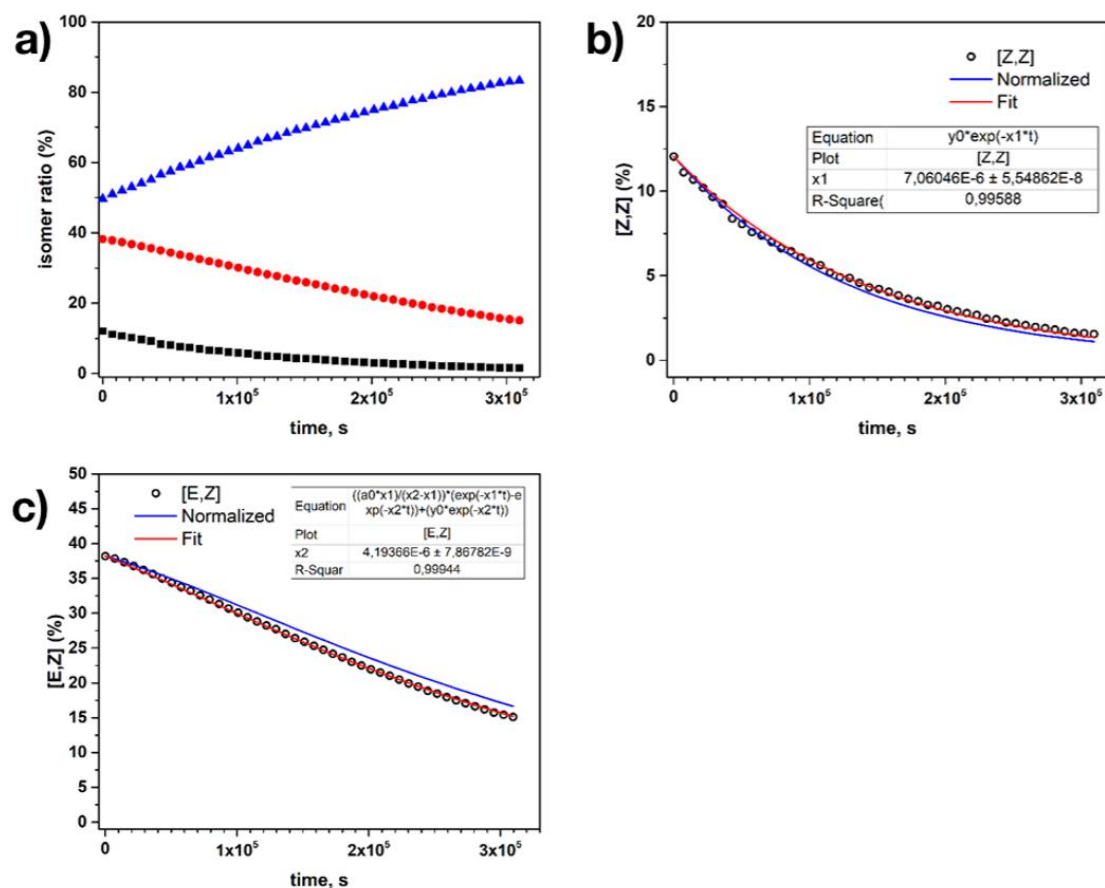 a)
100
80
60
40
20
0
isomer ratio (%)
0
1x10⁵
2x10⁵
3x10⁵
time, s
b)
20
15
10
5
0
[Z,Z] (%)
[Z,Z]
Normalized
Fit
Equation y0*exp(-x1*t)
Plot [Z,Z]
x1 7,06046E-6 ± 5,54862E-8
R-Square( 0,99588
0
1x10⁵
2x10⁵
3x10⁵
time, s
c)
50
45
40
35
30
25
20
15
10
5
0
[E,Z] (%)
[E,Z]
Normalized
Fit
Equation ((a0*x1)/(x2-x1))*(exp(-x1*t)-e
xp(-x2*t))+(y0*exp(-x2*t))
Plot [E,Z]
x2 4,19366E-6 ± 7,86782E-9
R-Squar 0,99944
0
1x10⁵
2x10⁵
3x10⁵
time, s